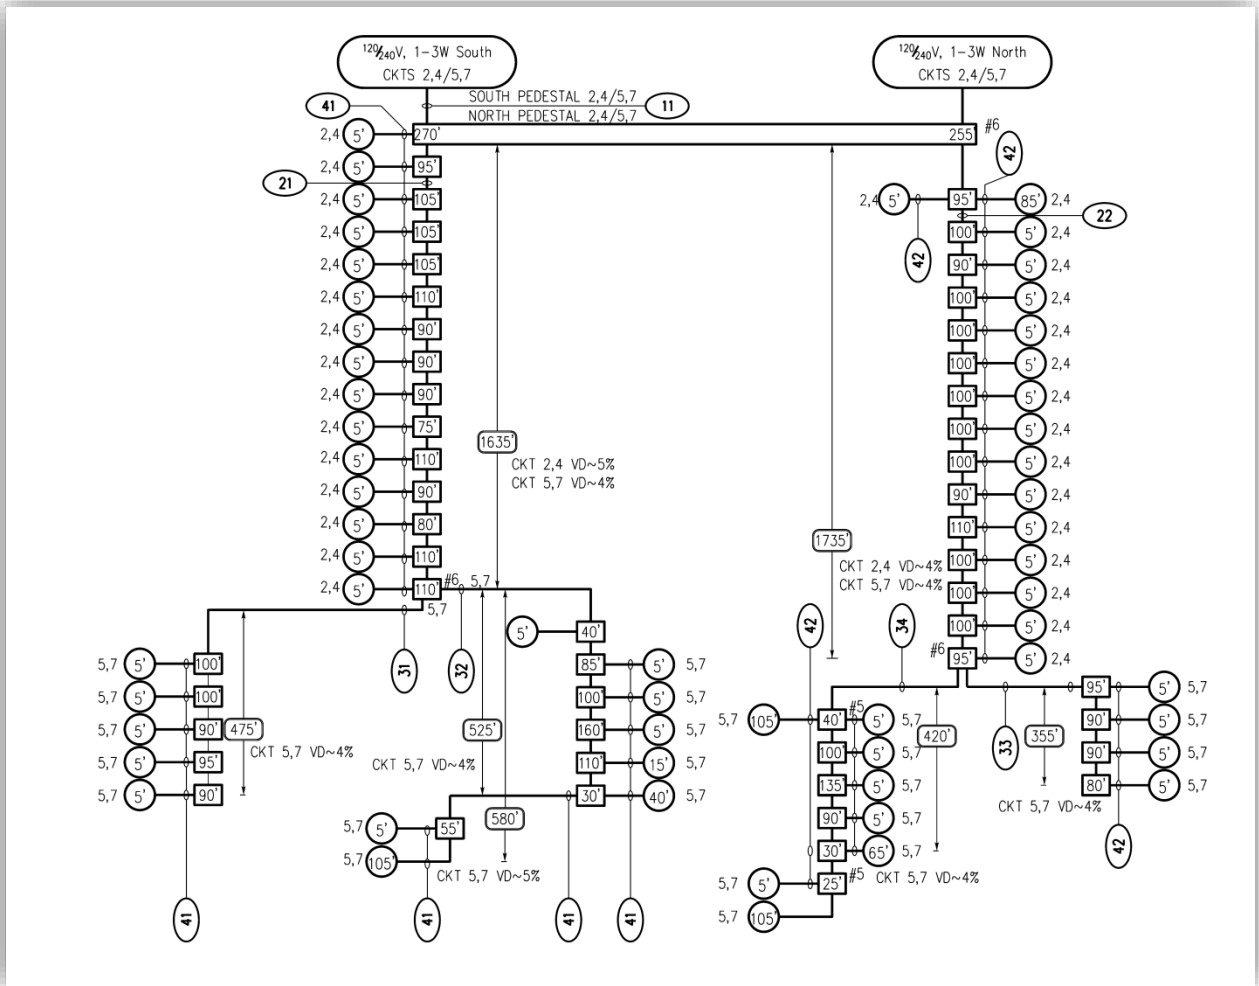 120/240V, 1-3W South
CKTS 2,4/5,7
120/240V, 1-3W North
CKTS 2,4/5,7
SOUTH PEDESTAL 2,4/5,7
NORTH PEDESTAL 2,4/5,7
11
41
2,4 5' 270'
255' #6
42
2,4 5' 95'
21
2,4 5' 105'
2,4 5' 95' 85' 2,4
22
2,4 5' 105'
100' 5' 2,4
42
2,4 5' 105'
90' 5' 2,4
2,4 5' 110'
100' 5' 2,4
2,4 5' 90'
100' 5' 2,4
2,4 5' 90'
100' 5' 2,4
2,4 5' 90'
100' 5' 2,4
2,4 5' 75'
100' 5' 2,4
1635'
CKT 2,4 VD~5%
CKT 5,7 VD~4%
2,4 5' 110'
100' 5' 2,4
2,4 5' 90'
90' 5' 2,4
2,4 5' 80'
110' 5' 2,4
1735'
CKT 2,4 VD~4%
CKT 5,7 VD~4%
2,4 5' 110'
100' 5' 2,4
2,4 5' 110' #6 5,7
100' 5' 2,4
5,7
100' 5' 2,4
#6 95' 5' 2,4
31
32
42
34
5' 40'
5,7 5' 100'
85' 5' 5,7
5,7 5' 100'
100' 5' 5,7
5,7 5' 90'
475'
CKT 5,7 VD~4%
525'
CKT 5,7 VD~4%
160' 5' 5,7
5,7 5' 95'
110' 15' 5,7
5,7 5' 90'
30' 40' 5,7
580'
CKT 5,7 VD~5%
5,7 5' 55'
5,7 105'
41
41
41
41
95' 5' 5,7
5,7 105' 40' #5 5' 5,7
90' 5' 5,7
420'
33
355'
100' 5' 5,7
90' 5' 5,7
135' 5' 5,7
80' 5' 5,7
CKT 5,7 VD~4%
90' 5' 5,7
42
30' 65' 5,7
5,7 5' 25' #5
CKT 5,7 VD~4%
5,7 105'